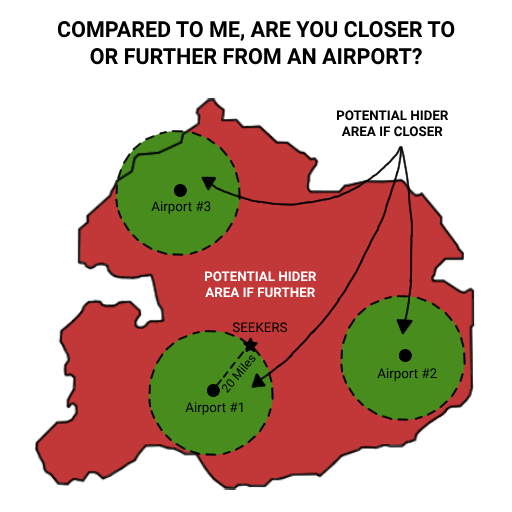 COMPARED TO ME, ARE YOU CLOSER TO
OR FURTHER FROM AN AIRPORT?
POTENTIAL HIDER
AREA IF CLOSER
Airport #3
POTENTIAL HIDER
AREA IF FURTHER
SEEKERS
20 Miles
Airport #2
Airport #1